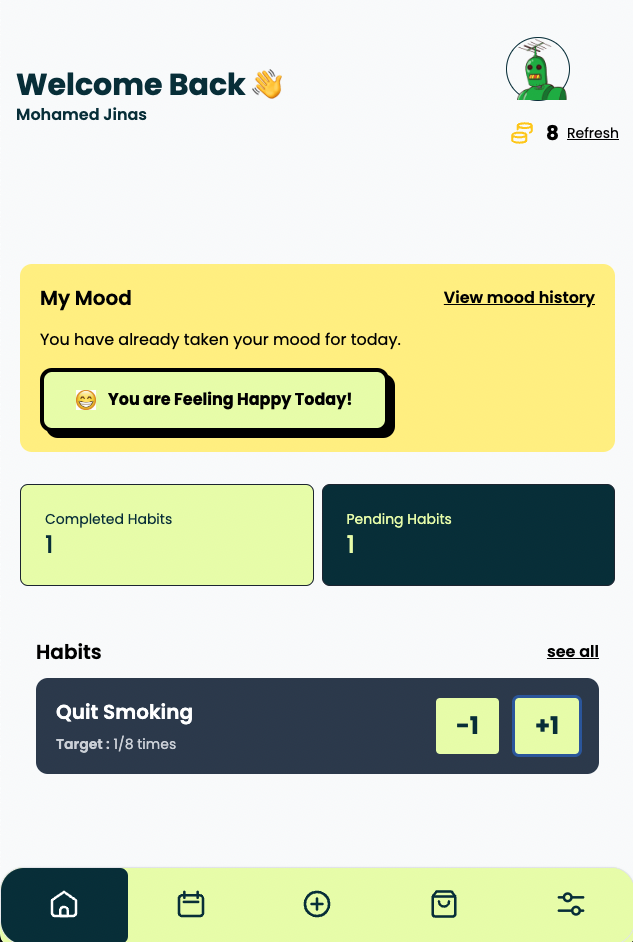 Welcome Back 👋
Mohamed Jinas
8 Refresh
My Mood
View mood history
You have already taken your mood for today.
😁 You are Feeling Happy Today!
Completed Habits
1
Pending Habits
1
Habits
see all
Quit Smoking
Target : 1/8 times
-1
+1